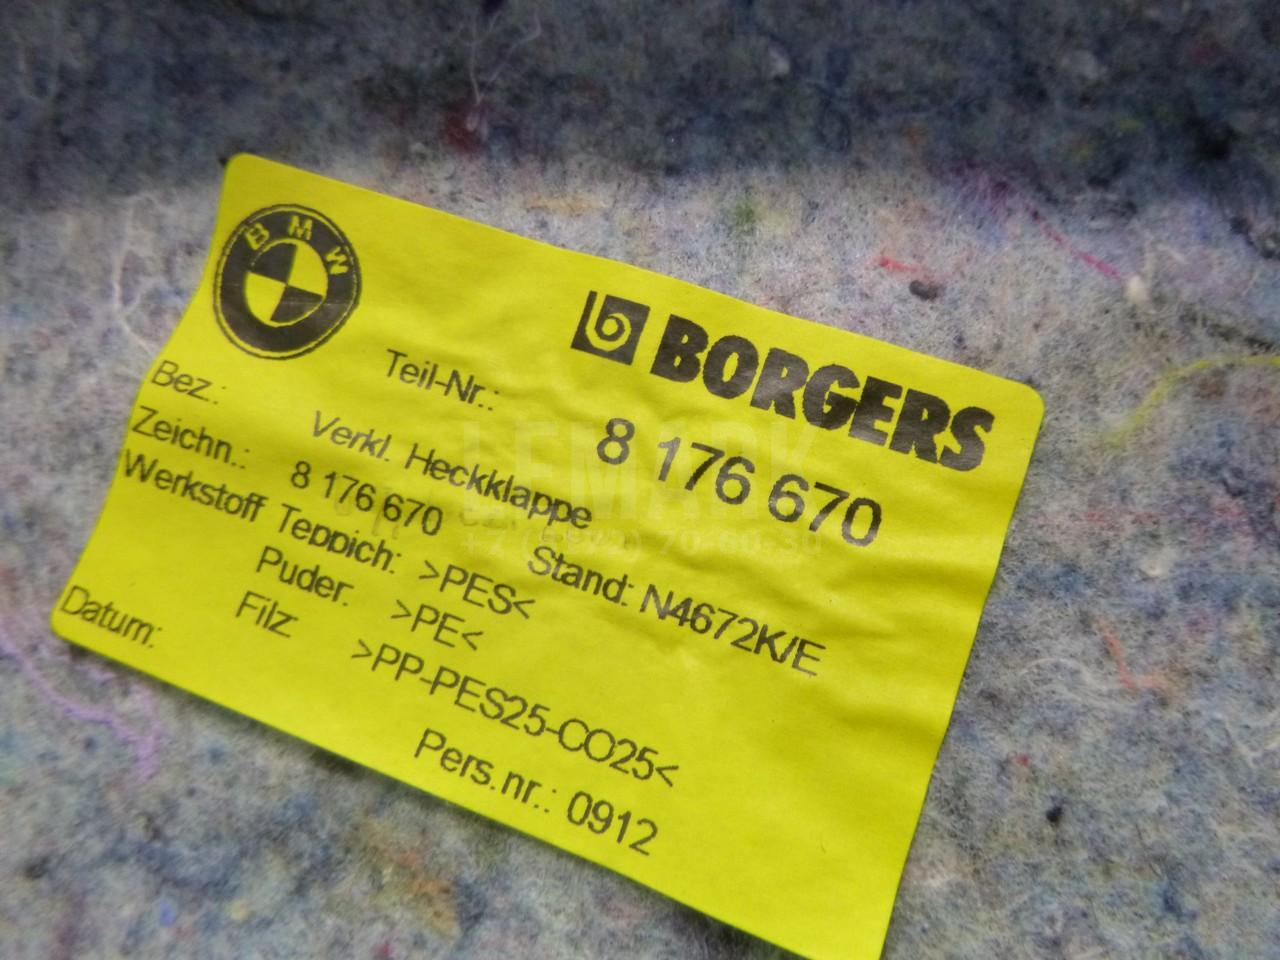 BMW
BORGERS
Teil-Nr.: 8 176 670
Bez.: Verkl. Heckklappe
Zeichn.: 8 176 670 Stand: N4672K/E
Werkstoff Teppich: >PES<
Puder: >PE<
Filz: >PP-PES25-CO25<
Datum: Pers.nr.: 0912
LEMARK